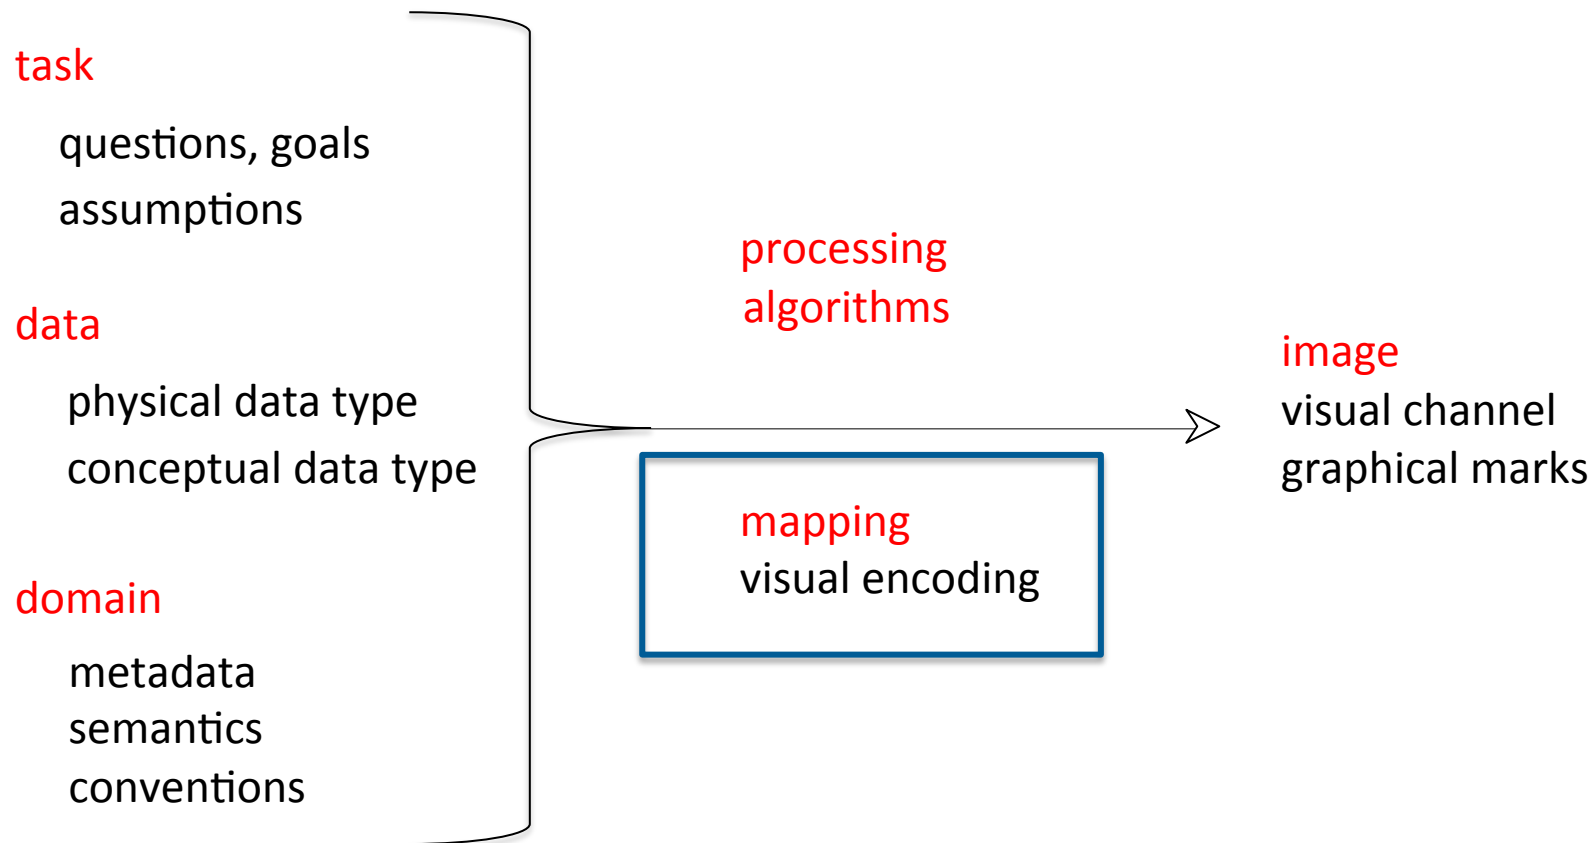 task
questions, goals
assumptions
data
physical data type
conceptual data type
domain
metadata
semantics
conventions
processing
algorithms
mapping
visual encoding
image
visual channel
graphical marks